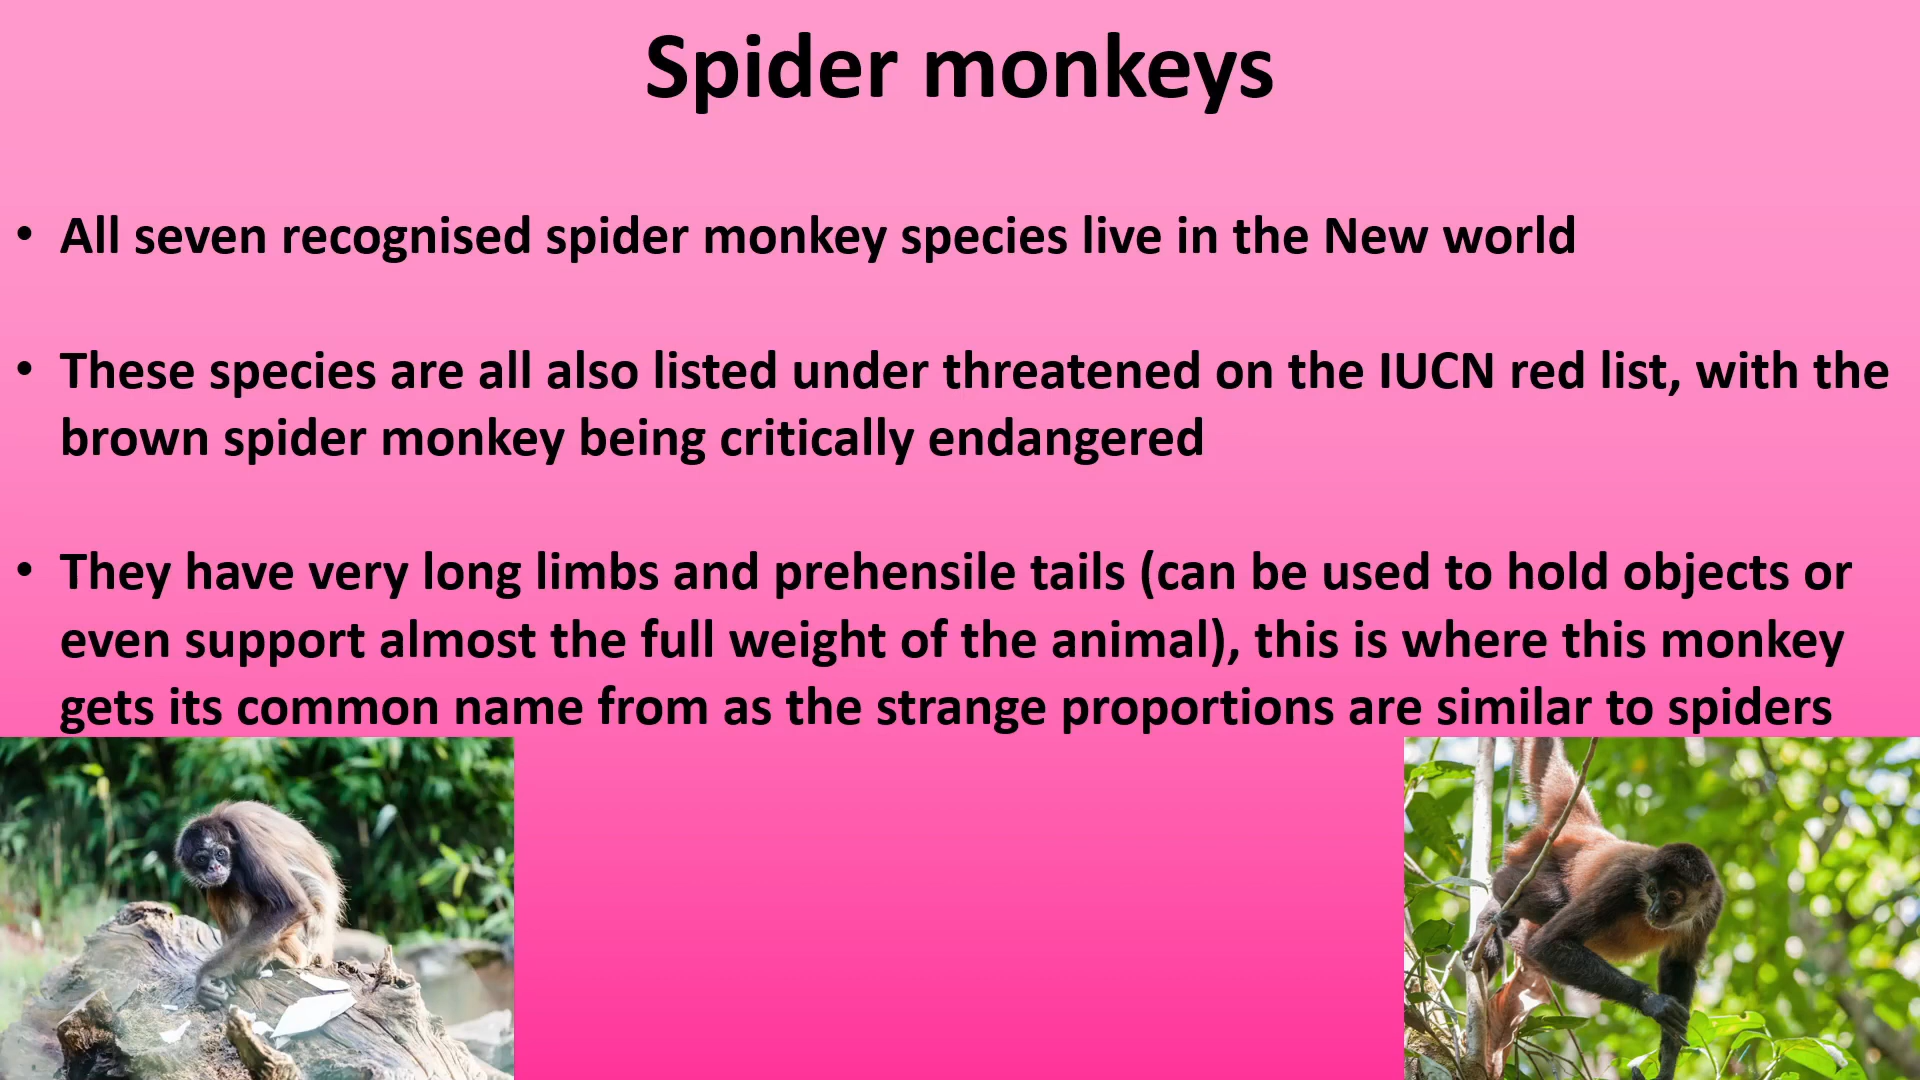 Spider monkeys
• All seven recognised spider monkey species live in the New world
• These species are all also listed under threatened on the IUCN red list, with the
brown spider monkey being critically endangered
• They have very long limbs and prehensile tails (can be used to hold objects or
even support almost the full weight of the animal), this is where this monkey
gets its common name from as the strange proportions are similar to spiders